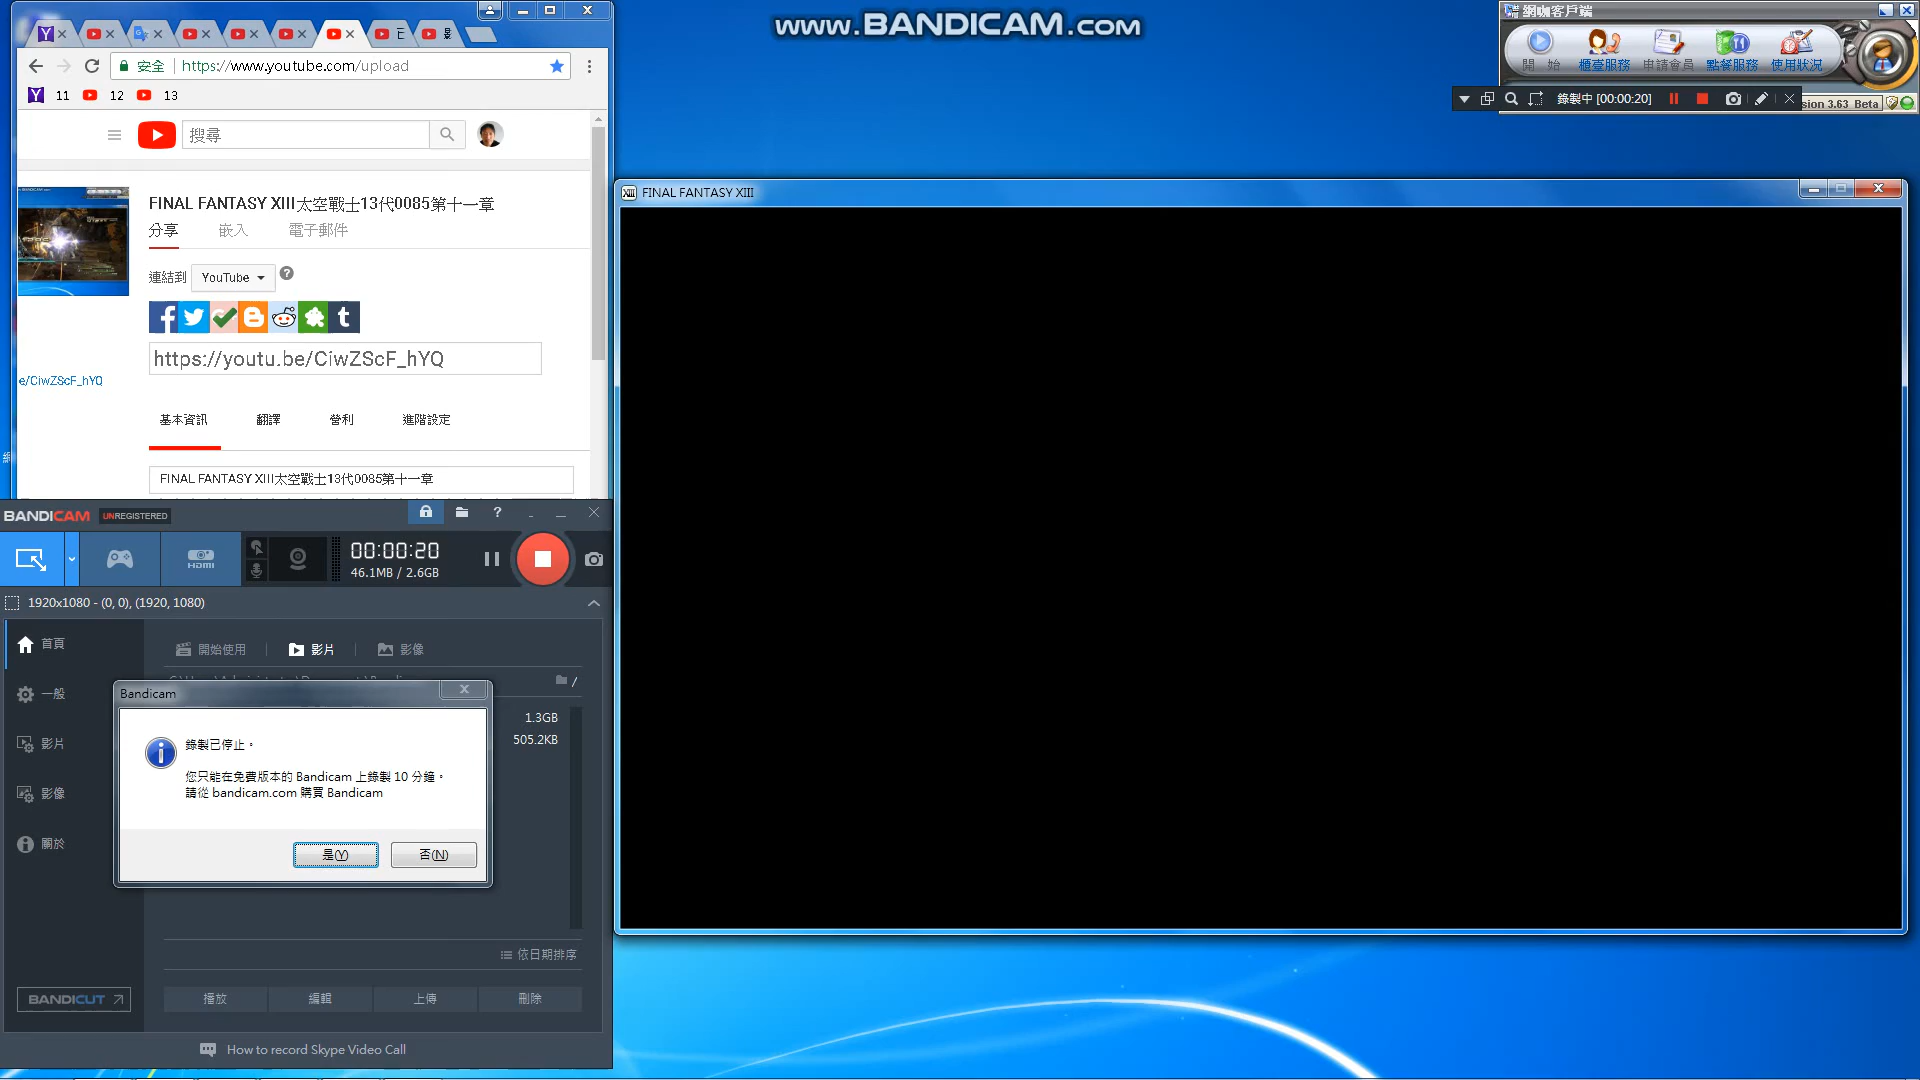 www.BANDICAM.com
安全 https://www.youtube.com/upload
11 12 13
搜尋
FINAL FANTASY XIII太空戰士13代0085第十一章
分享 嵌入 電子郵件
連結到 YouTube
https://youtu.be/CiwZScF_hYQ
e/CiwZScF_hYQ
基本資訊 翻譯 營利 進階設定
FINAL FANTASY XIII太空戰士13代0085第十一章
BANDICAM UNREGISTERED
HDMI
00:00:20
46.1MB / 2.6GB
1920x1080 - (0, 0), (1920, 1080)
首頁
一般
影片
影像
關於
開始使用 影片 影像
1.3GB
505.2KB
Bandicam
錄製已停止。
您只能在免費版本的 Bandicam 上錄製 10 分鐘。
請從 bandicam.com 購買 Bandicam
是(Y) 否(N)
依日期排序
播放 編輯 上傳 刪除
BANDICUT
How to record Skype Video Call
FINAL FANTASY XIII
網咖客戶端
開 始 櫃臺服務 申請會員 點餐服務 使用狀況
錄製中 [00:00:20]
sion 3.63 Beta